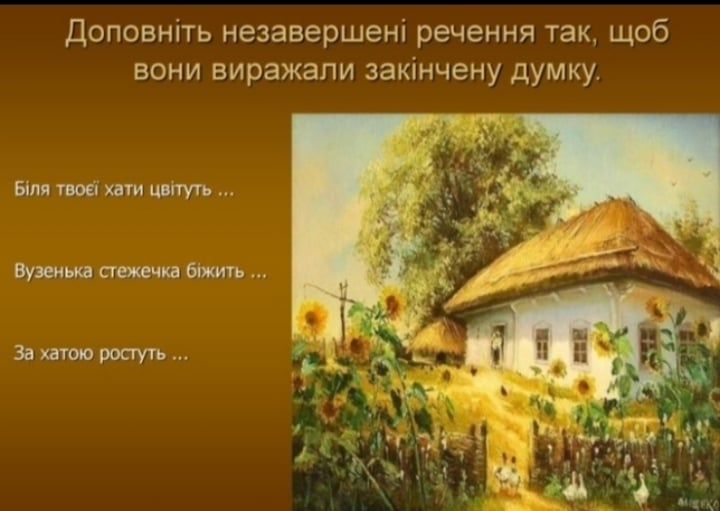 Доповніть незавершені речення так, щоб
вони виражали закінчену думку.
Біля твоєї хати цвітуть ...
Вузенька стежечка біжить ...
За хатою ростуть ...